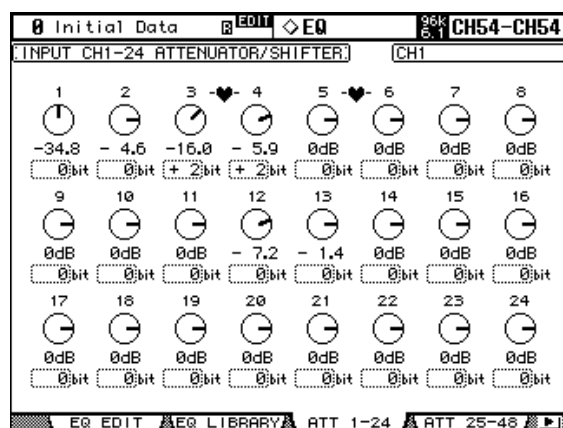 0 Initial Data EDIT EQ 96k 6.1 CH54-CH54
INPUT CH1-24 ATTENUATOR/SHIFTER CH1
1 2 3 4 5 6 7 8
-34.8 - 4.6 -16.0 - 5.9 0dB 0dB 0dB 0dB
0bit 0bit + 2bit + 2bit 0bit 0bit 0bit 0bit
9 10 11 12 13 14 15 16
0dB 0dB 0dB - 7.2 - 1.4 0dB 0dB 0dB
0bit 0bit 0bit 0bit 0bit 0bit 0bit 0bit
17 18 19 20 21 22 23 24
0dB 0dB 0dB 0dB 0dB 0dB 0dB 0dB
0bit 0bit 0bit 0bit 0bit 0bit 0bit 0bit
EQ EDIT EQ LIBRARY ATT 1-24 ATT 25-48